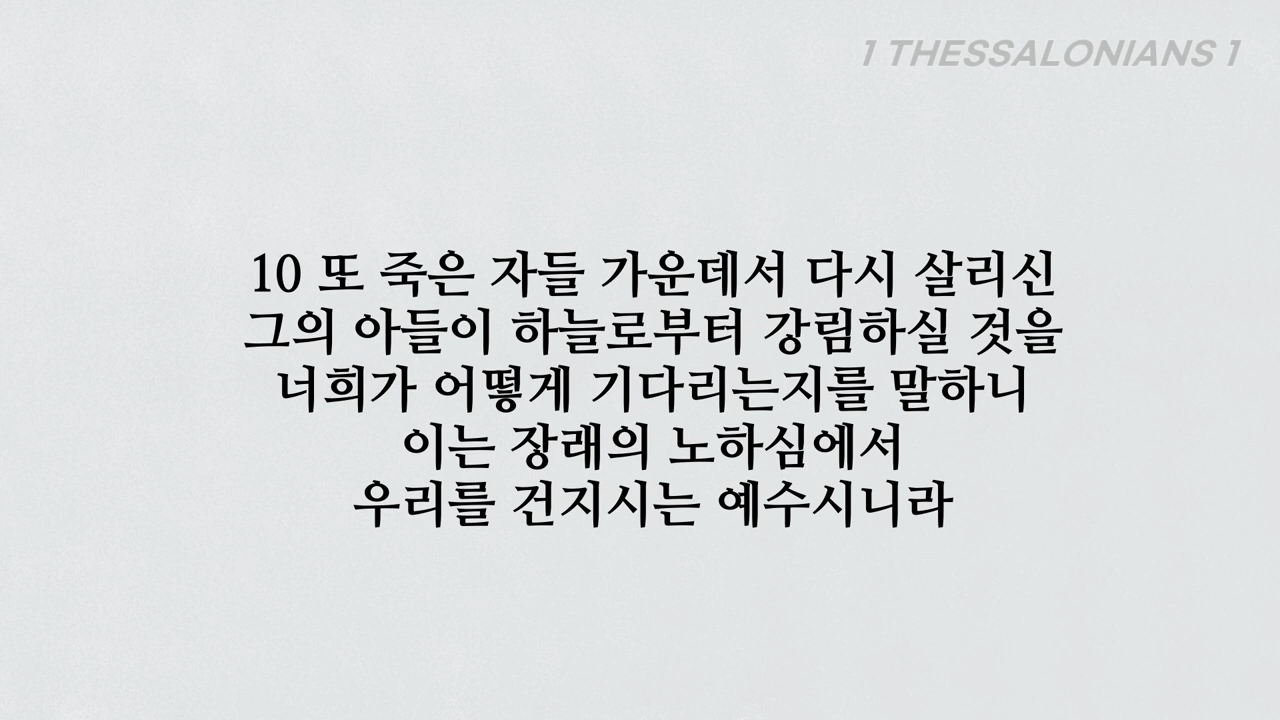 1 THESSALONIANS 1
10 또 죽은 자들 가운데서 다시 살리신
그의 아들이 하늘로부터 강림하실 것을
너희가 어떻게 기다리는지를 말하니
이는 장래의 노하심에서
우리를 건지시는 예수시니라